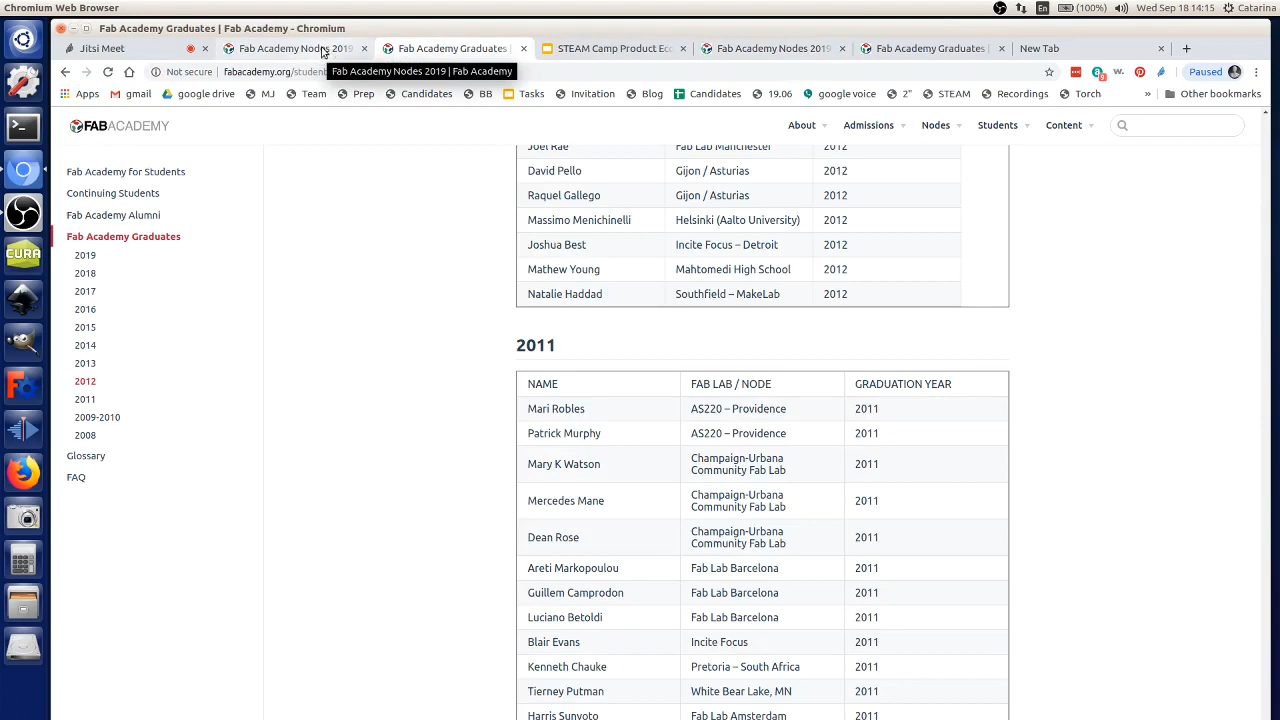 Chromium Web Browser
En
(100%)
Wed Sep 18 14:15
Catarina
Fab Academy Graduates | Fab Academy - Chromium
Jitsi Meet
Fab Academy Nodes 2019
Fab Academy Graduates |
STEAM Camp Product Ec
Fab Academy Nodes 2019
Fab Academy Graduates
New Tab
Not secure
fabacademy.org/studen
Fab Academy Nodes 2019 | Fab Academy
Paused
Apps
gmail
google drive
MJ
Team
Prep
Candidates
BB
Tasks
Invitation
Blog
Candidates
19.06
google voice
2"
STEAM
Recordings
Torch
»
Other bookmarks
FABACADEMY
About
Admissions
Nodes
Students
Content
Fab Academy for Students
Continuing Students
Fab Academy Alumni
Fab Academy Graduates
2019
2018
2017
2016
2015
2014
2013
2012
2011
2009-2010
2008
Glossary
FAQ
Joel Rae Fab Lab Manchester 2012
David Pello Gijon / Asturias 2012
Raquel Gallego Gijon / Asturias 2012
Massimo Menichinelli Helsinki (Aalto University) 2012
Joshua Best Incite Focus – Detroit 2012
Mathew Young Mahtomedi High School 2012
Natalie Haddad Southfield – MakeLab 2012
2011
NAME FAB LAB / NODE GRADUATION YEAR
Mari Robles AS220 – Providence 2011
Patrick Murphy AS220 – Providence 2011
Mary K Watson Champaign-Urbana Community Fab Lab 2011
Mercedes Mane Champaign-Urbana Community Fab Lab 2011
Dean Rose Champaign-Urbana Community Fab Lab 2011
Areti Markopoulou Fab Lab Barcelona 2011
Guillem Camprodon Fab Lab Barcelona 2011
Luciano Betoldi Fab Lab Barcelona 2011
Blair Evans Incite Focus 2011
Kenneth Chauke Pretoria – South Africa 2011
Tierney Putman White Bear Lake, MN 2011
Harris Sunyoto Fab Lab Amsterdam 2011
CURA